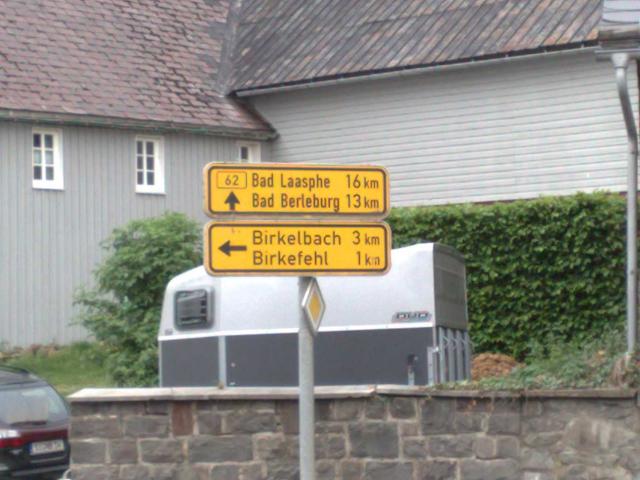 62 Bad Laasphe 16 km
Bad Berleburg 13 km
Birkelbach 3 km
Birkefehl 1 km